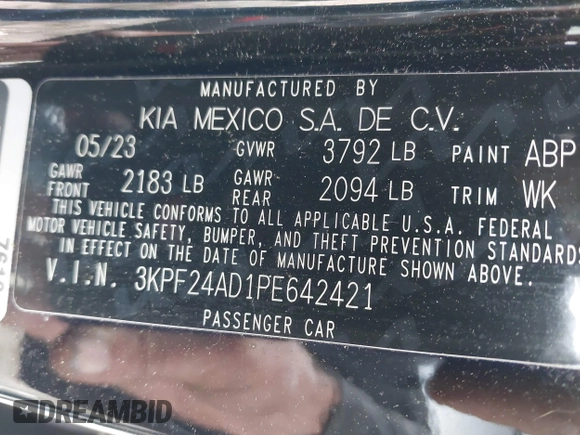 MANUFACTURED BY
KIA MEXICO S.A. DE C.V.
05/23 GVWR 3792 LB PAINT ABP
GAWR FRONT 2183 LB GAWR REAR 2094 LB TRIM WK
THIS VEHICLE CONFORMS TO ALL APPLICABLE U.S.A. FEDERAL
MOTOR VEHICLE SAFETY, BUMPER, AND THEFT PREVENTION STANDARDS
IN EFFECT ON THE DATE OF MANUFACTURE SHOWN ABOVE.
V.I.N. 3KPF24AD1PE642421
PASSENGER CAR
DREAMBID